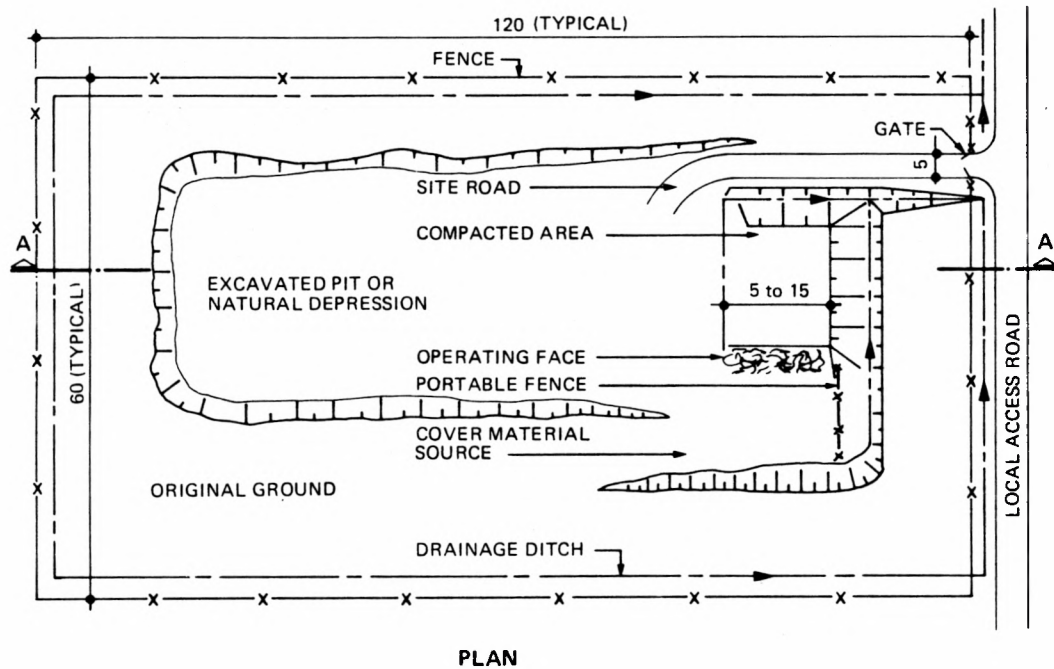 120 (TYPICAL)
FENCE
GATE
5
SITE ROAD
COMPACTED AREA
A
A
EXCAVATED PIT OR
NATURAL DEPRESSION
5 to 15
60 (TYPICAL)
OPERATING FACE
PORTABLE FENCE
COVER MATERIAL
SOURCE
ORIGINAL GROUND
LOCAL ACCESS ROAD
DRAINAGE DITCH
PLAN